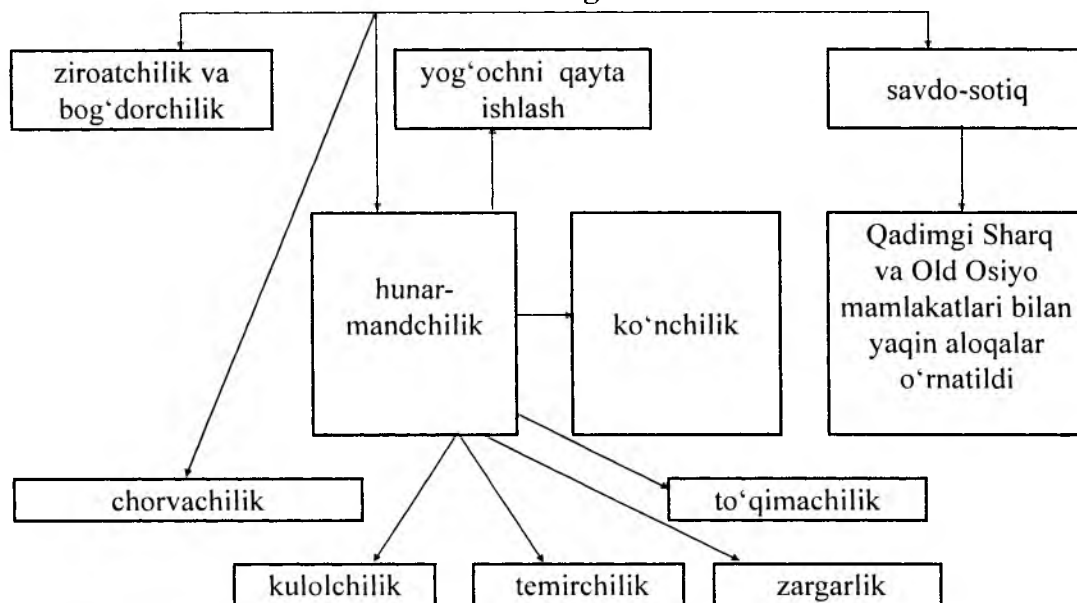 ziroatchilik va
bog‘dorchilik
yog‘ochni qayta
ishlash
savdo-sotiq
hunar-
mandchilik
ko‘nchilik
Qadimgi Sharq
va Old Osiyo
mamlakatlari bilan
yaqin aloqalar
o‘rnatildi
chorvachilik
to‘qimachilik
kulolchilik
temirchilik
zargarlik